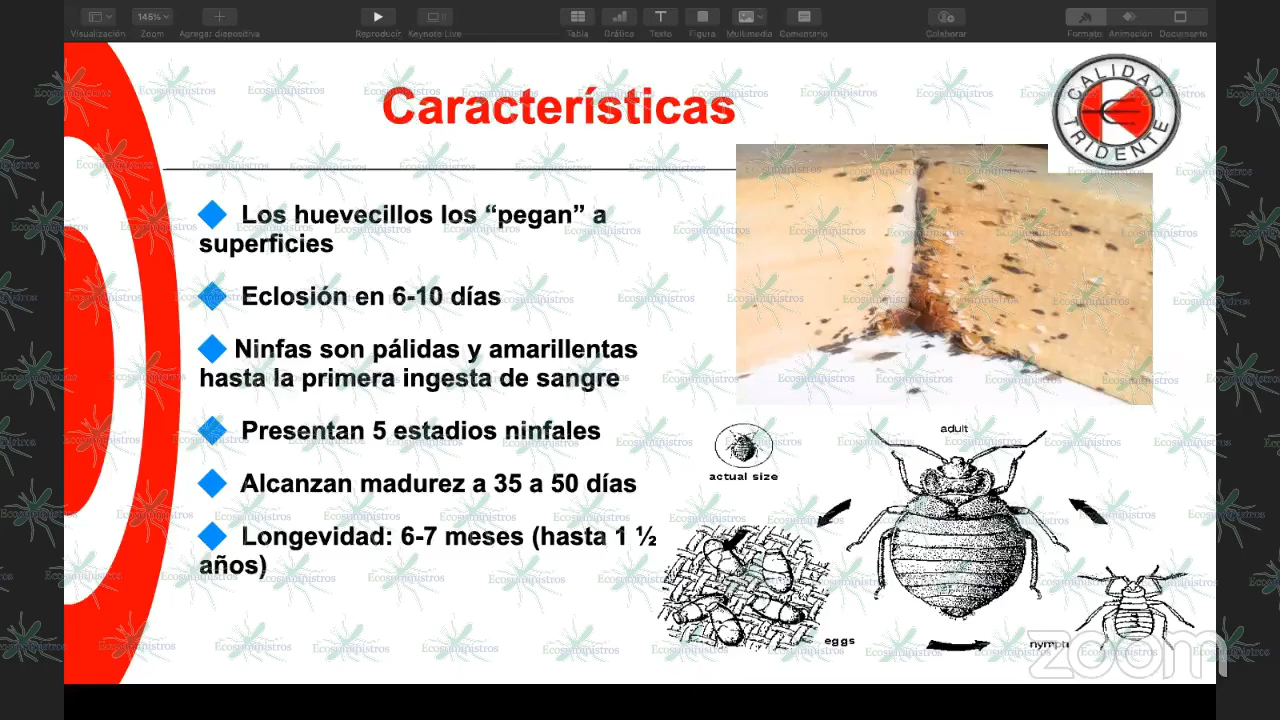 Visualización
145%
Zoom
Agregar diapositiva
Reproducir
Keynote Live
Tabla
Gráfica
Texto
Figura
Multimedia
Comentario
Colaborar
Formato
Animación
Documento
Características
CALIDAD
TRIDENTE
Los huevecillos los “pegan” a
superficies
Eclosión en 6-10 días
Ninfas son pálidas y amarillentas
hasta la primera ingesta de sangre
Presentan 5 estadios ninfales
Alcanzan madurez a 35 a 50 días
Longevidad: 6-7 meses (hasta 1 ½
años)
adult
actual size
eggs
nymph
zoom
Ecosuministros